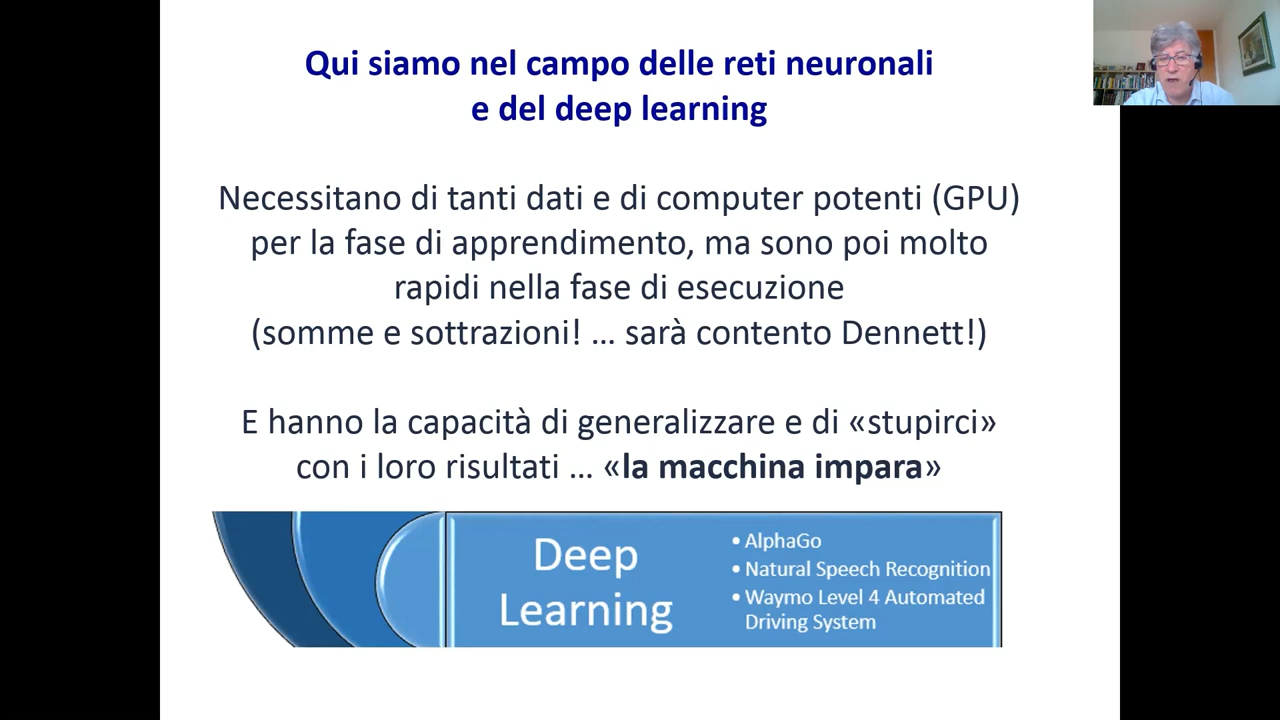 Qui siamo nel campo delle reti neuronali
e del deep learning
Necessitano di tanti dati e di computer potenti (GPU)
per la fase di apprendimento, ma sono poi molto
rapidi nella fase di esecuzione
(somme e sottrazioni! … sarà contento Dennett!)
E hanno la capacità di generalizzare e di «stupirci»
con i loro risultati … «la macchina impara»
Deep
Learning
• AlphaGo
• Natural Speech Recognition
• Waymo Level 4 Automated
Driving System